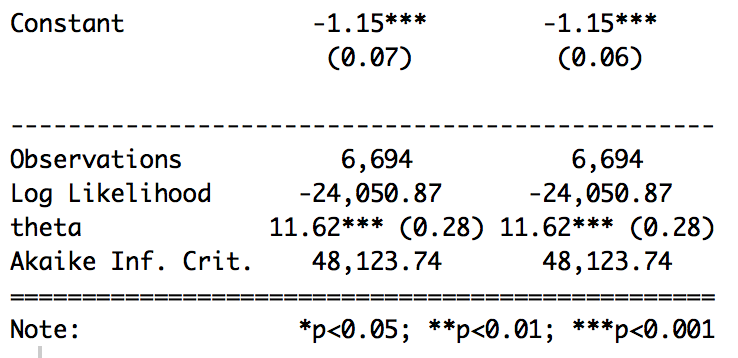 Constant -1.15*** -1.15***
(0.07) (0.06)
-------------------------------------------------
Observations 6,694 6,694
Log Likelihood -24,050.87 -24,050.87
theta 11.62*** (0.28) 11.62*** (0.28)
Akaike Inf. Crit. 48,123.74 48,123.74
=================================================
Note: *p<0.05; **p<0.01; ***p<0.001